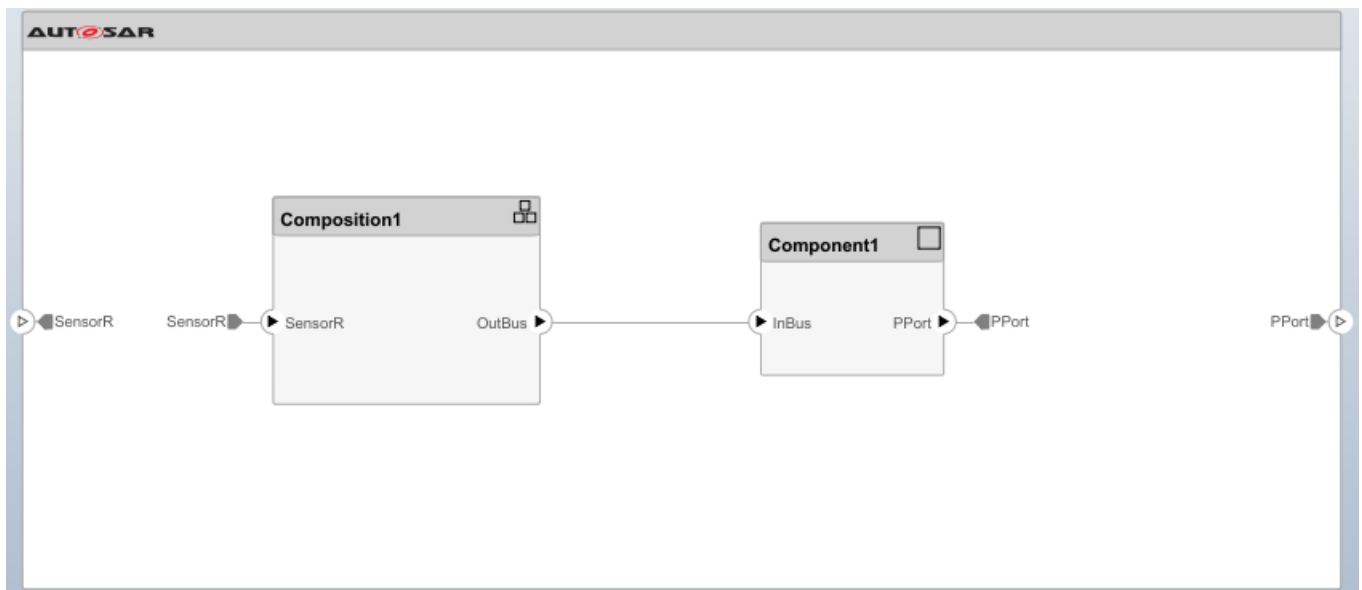 AUTOSAR
Composition1
Component1
SensorR SensorR SensorR OutBus InBus PPort PPort PPort